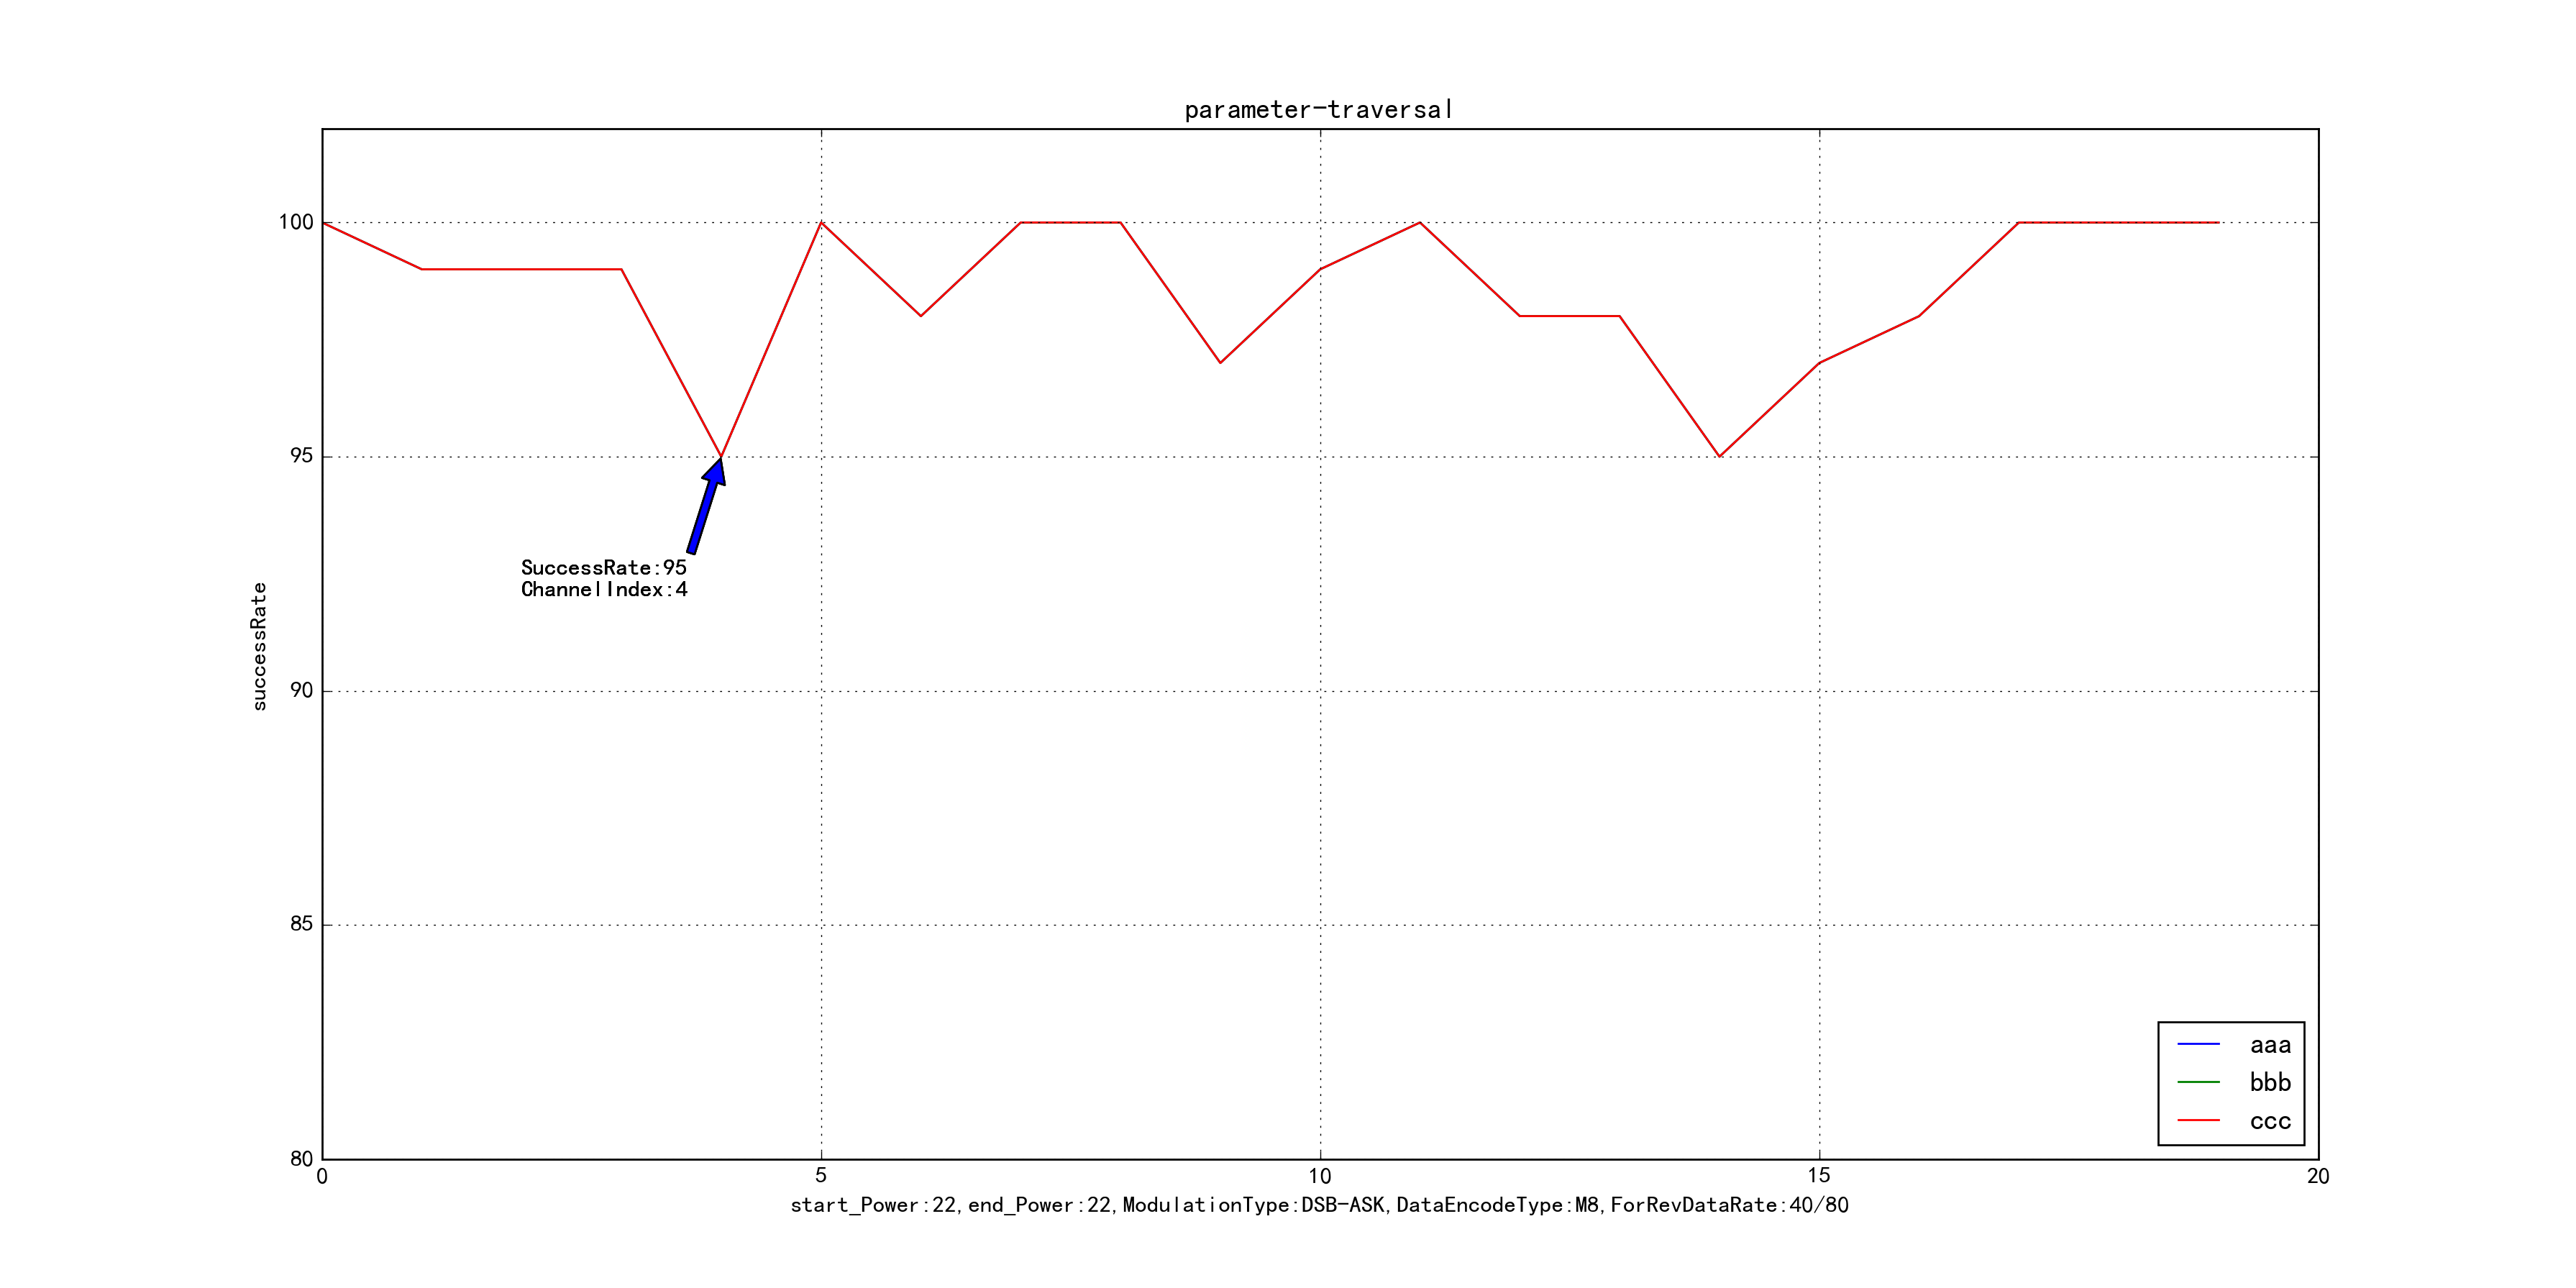 parameter-traversal
100
95
90
85
80
successRate
SuccessRate:95
ChannelIndex:4
aaa
bbb
ccc
0 5 10 15 20
start_Power:22,end_Power:22,ModulationType:DSB-ASK,DataEncodeType:M8,ForRevDataRate:40/80